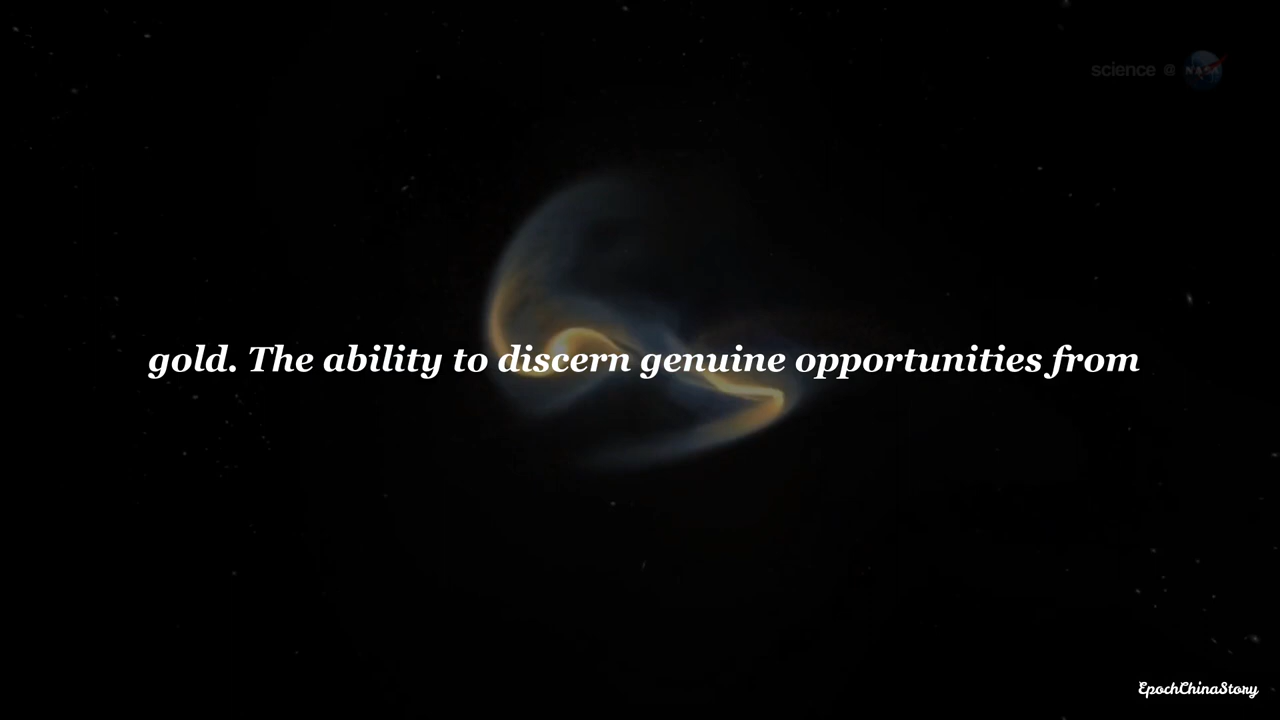 science @ NASA
gold. The ability to discern genuine opportunities from
EpochChinaStory